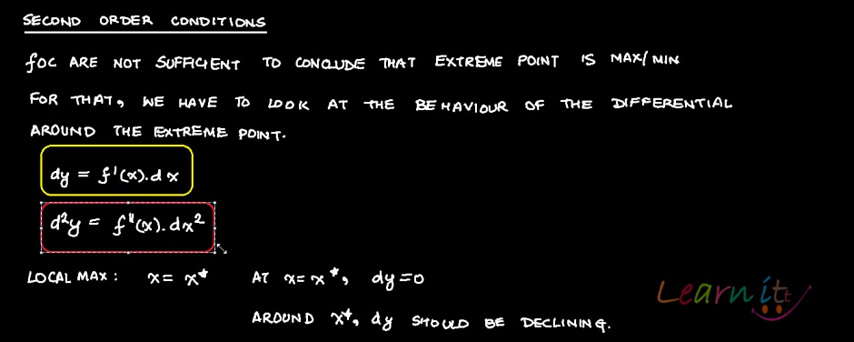 SECOND ORDER CONDITIONS
FOC ARE NOT SUFFICIENT TO CONCLUDE THAT EXTREME POINT IS MAX/MIN
FOR THAT, WE HAVE TO LOOK AT THE BEHAVIOUR OF THE DIFFERENTIAL
AROUND THE EXTREME POINT.
dy = f'(x).dx
d²y = f"(x).dx²
LOCAL MAX: x = x* AT x = x*, dy = 0
AROUND x*, dy SHOULD BE DECLINING.
Learnitt